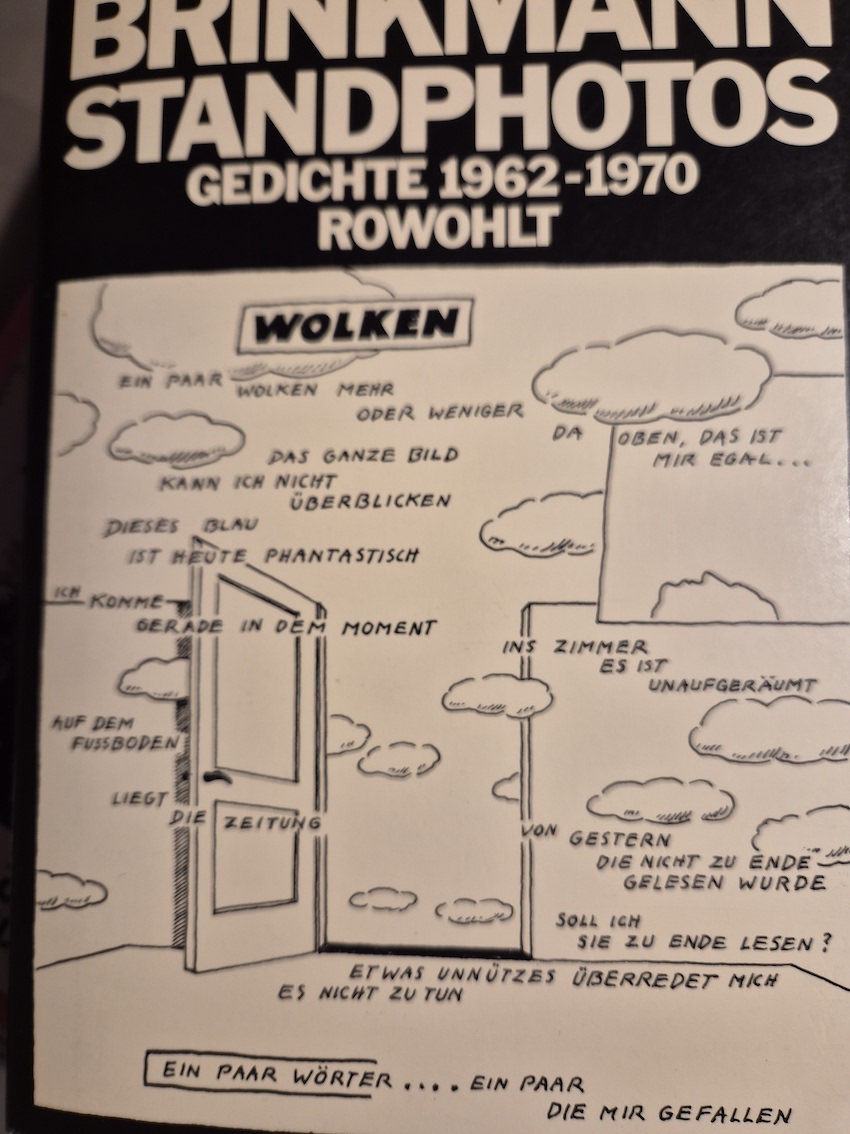 BRINKMANN
STANDPHOTOS
GEDICHTE 1962-1970
ROWOHLT
WOLKEN
EIN PAAR WOLKEN MEHR
ODER WENIGER
DA OBEN, DAS IST
MIR EGAL...
DAS GANZE BILD
KANN ICH NICHT
ÜBERBLICKEN
DIESES BLAU
IST HEUTE PHANTASTISCH
ICH KOMME
GERADE IN DEM MOMENT
INS ZIMMER
ES IST
UNAUFGERÄUMT
AUF DEM
FUSSBODEN
LIEGT
DIE ZEITUNG
VON GESTERN
DIE NICHT ZU ENDE
GELESEN WURDE
SOLL ICH
SIE ZU ENDE LESEN?
ETWAS UNNÜTZES ÜBERREDET MICH
ES NICHT ZU TUN
EIN PAAR WÖRTER.... EIN PAAR
DIE MIR GEFALLEN